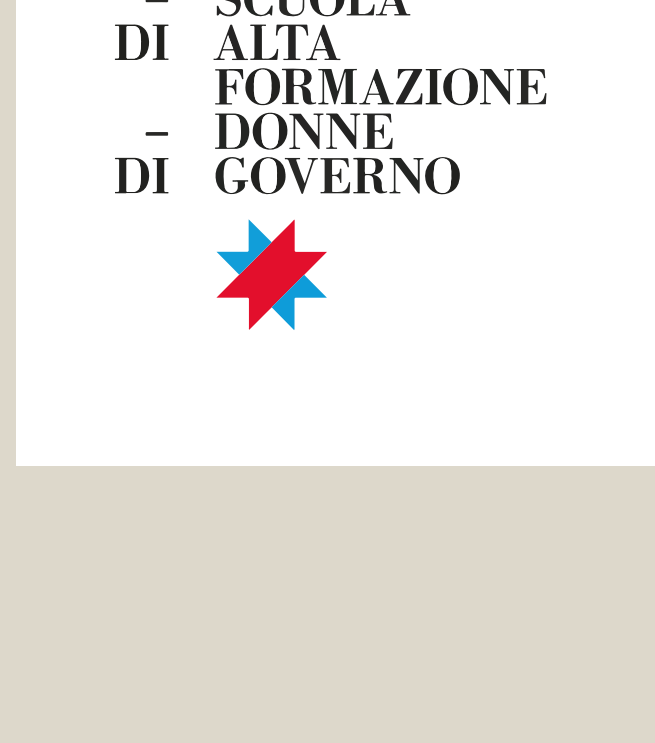 – SCUOLA
DI ALTA
FORMAZIONE
– DONNE
DI GOVERNO